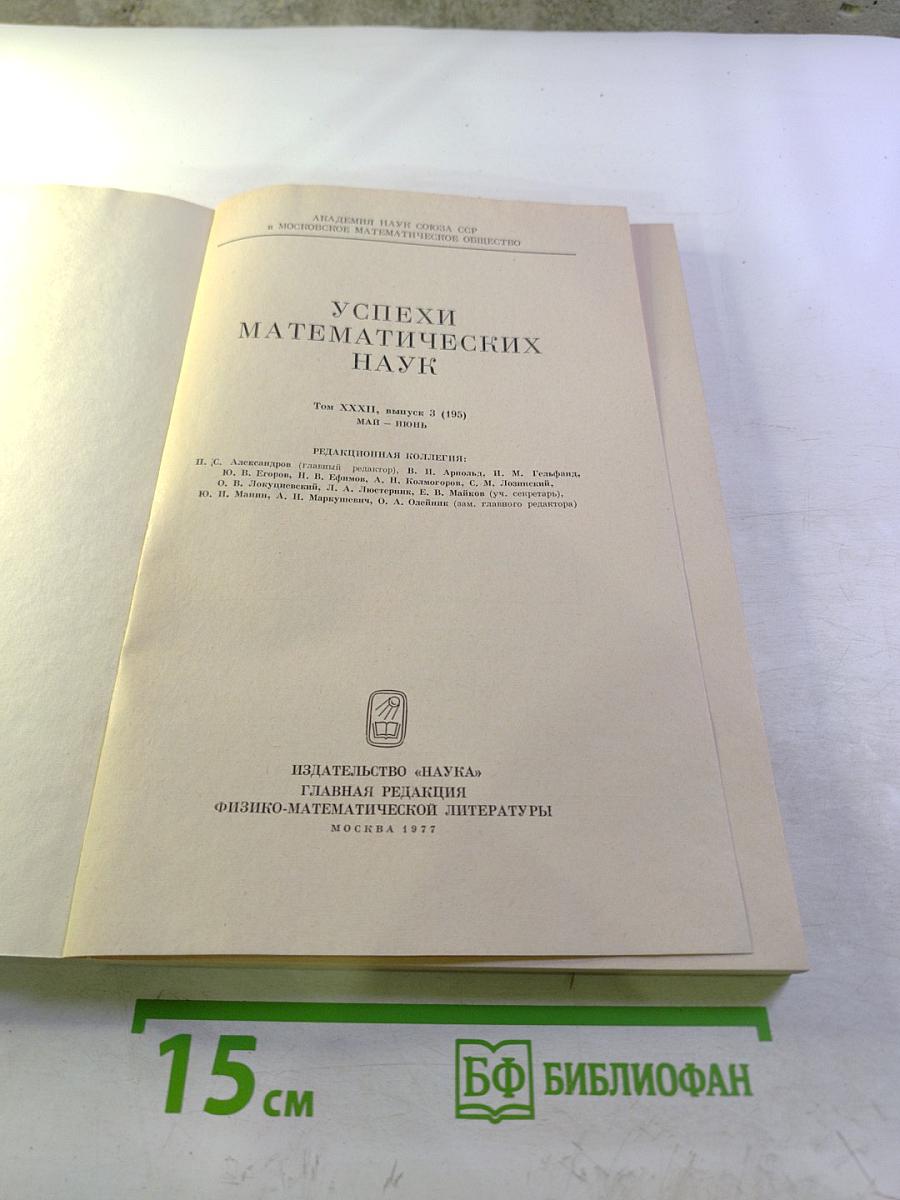 АКАДЕМИЯ НАУК СОЮЗА ССР
и МОСКОВСКОЕ МАТЕМАТИЧЕСКОЕ ОБЩЕСТВО
УСПЕХИ
МАТЕМАТИЧЕСКИХ
НАУК
Том XXXII, выпуск 3 (195)
МАЙ — ИЮНЬ
РЕДАКЦИОННАЯ КОЛЛЕГИЯ:
П. С. Александров (главный редактор), В. И. Арнольд, И. М. Гельфанд,
Ю. В. Егоров, Н. В. Ефимов, А. Н. Колмогоров, С. М. Лозинский,
О. В. Локуциевский, Л. А. Люстерник, Е. В. Майков (уч. секретарь),
Ю. И. Манин, А. И. Маркушевич, О. А. Олейник (зам. главного редактора)
ИЗДАТЕЛЬСТВО «НАУКА»
ГЛАВНАЯ РЕДАКЦИЯ
ФИЗИКО-МАТЕМАТИЧЕСКОЙ ЛИТЕРАТУРЫ
МОСКВА 1977
15 см
БФ БИБЛИОФАН